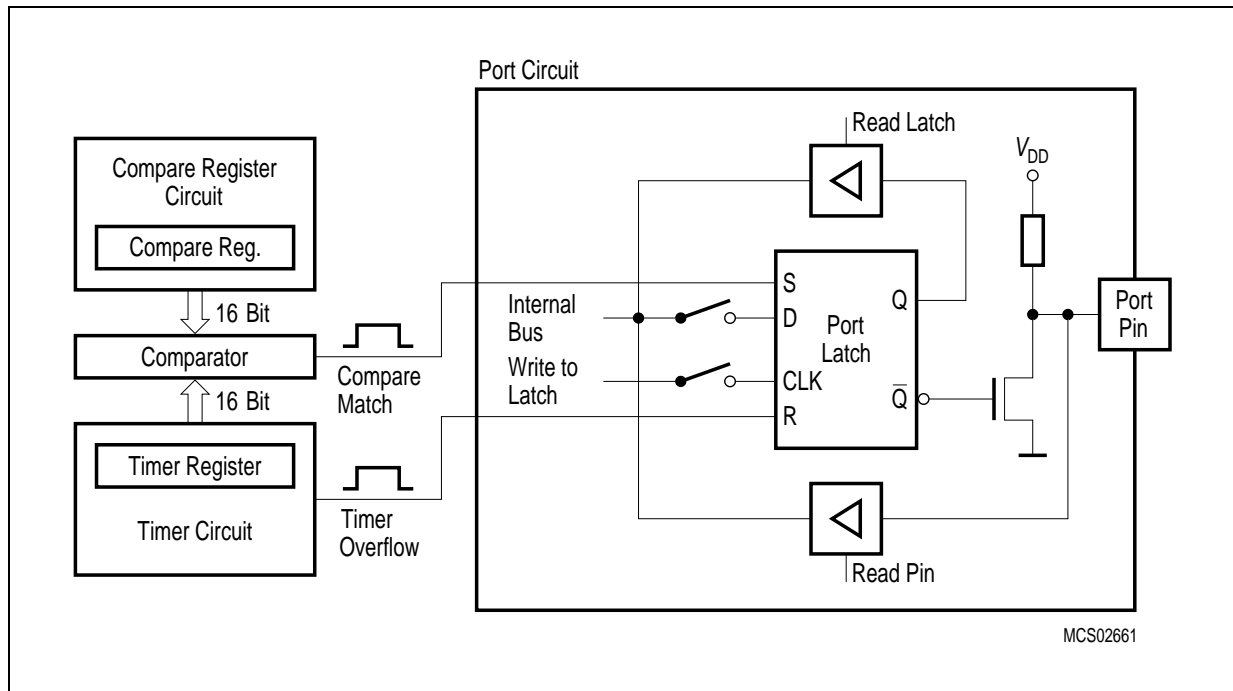 Port Circuit
Compare Register
Circuit
Compare Reg.
16 Bit
Comparator
16 Bit
Timer Register
Timer Circuit
Compare
Match
Timer
Overflow
Read Latch
Internal
Bus
Write to
Latch
S
D
CLK
R
Q
Port
Latch
Q̅
VDD
Port
Pin
Read Pin
MCS02661